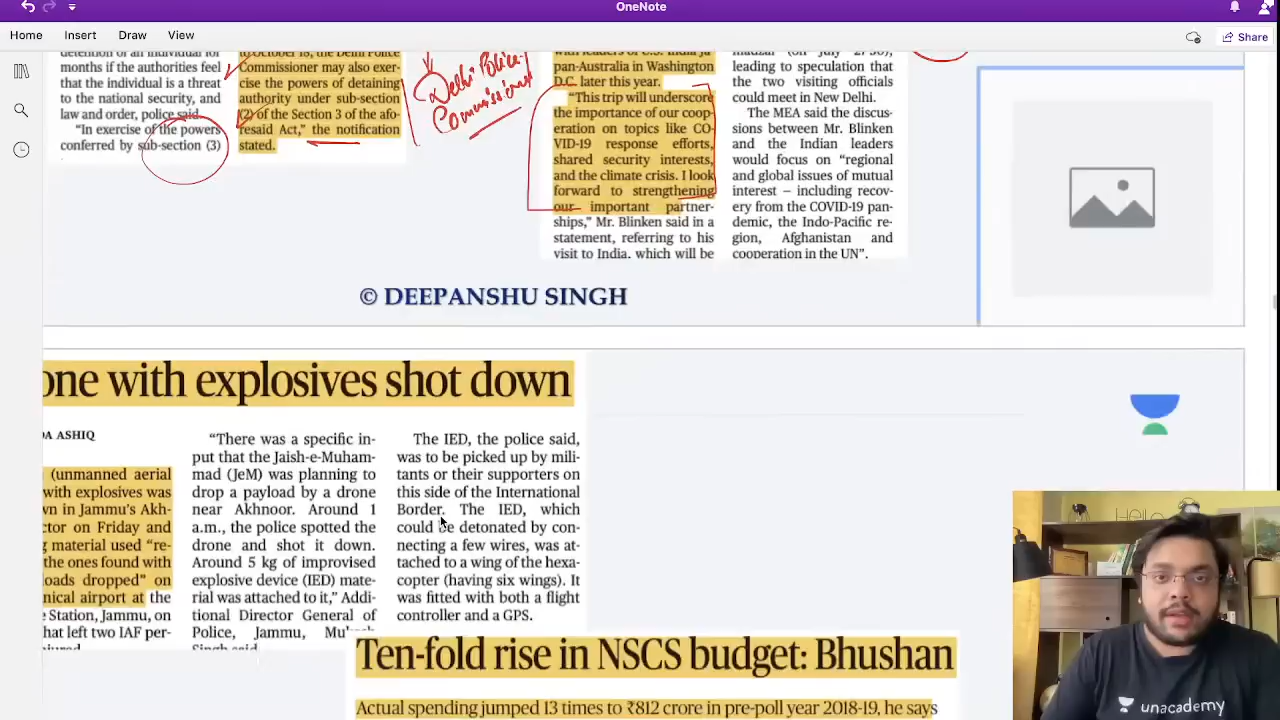 OneNote
Home Insert Draw View
Share
detention of an individual for
months if the authorities feel
that the individual is a threat
to the national security, and
law and order, police said.
"In exercise of the powers
conferred by sub-section (3)
to October 18, the Delhi Police
Commissioner may also exer-
cise the powers of detaining
authority under sub-section
(2) of the Section 3 of the afo-
resaid Act," the notification
stated.
Delhi Police
Commissioner
with leaders of U.S.-India-Ja-
pan-Australia in Washington
D.C. later this year.
"This trip will underscore
the importance of our coop-
eration on topics like CO-
VID-19 response efforts,
shared security interests,
and the climate crisis. I look
forward to strengthening
our important partner-
ships," Mr. Blinken said in a
statement, referring to his
visit to India, which will be
leading to speculation that
the two visiting officials
could meet in New Delhi.
The MEA said the discus-
sions between Mr. Blinken
and the Indian leaders
would focus on "regional
and global issues of mutual
interest – including recov-
ery from the COVID-19 pan-
demic, the Indo-Pacific re-
gion, Afghanistan and
cooperation in the UN".
© DEEPANSHU SINGH
one with explosives shot down
DA ASHIQ
(unmanned aerial
with explosives was
wn in Jammu's Akh-
ctor on Friday and
g material used "re-
the ones found with
loads dropped" on
nical airport at the
e Station, Jammu, on
hat left two IAF per-
"There was a specific in-
put that the Jaish-e-Muham-
mad (JeM) was planning to
drop a payload by a drone
near Akhnoor. Around 1
a.m., the police spotted the
drone and shot it down.
Around 5 kg of improvised
explosive device (IED) mate-
rial was attached to it," Addi-
tional Director General of
Police, Jammu, Mukesh
Singh said
The IED, the police said,
was to be picked up by mili-
tants or their supporters on
this side of the International
Border. The IED, which
could be detonated by con-
necting a few wires, was at-
tached to a wing of the hexa-
copter (having six wings). It
was fitted with both a flight
controller and a GPS.
Ten-fold rise in NSCS budget: Bhushan
Actual spending jumped 13 times to ₹812 crore in pre-poll year 2018-19, he says
unacademy